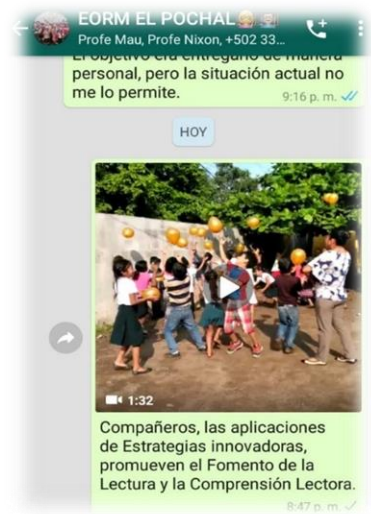 EORM EL POCHAL
Profe Mau, Profe Nixon, +502 33...
El objetivo era entregarlo de manera
personal, pero la situación actual no
me lo permite.
9:16 p. m.
HOY
1:32
Compañeros, las aplicaciones
de Estrategias innovadoras,
promueven el Fomento de la
Lectura y la Comprensión Lectora.
8:47 p. m.